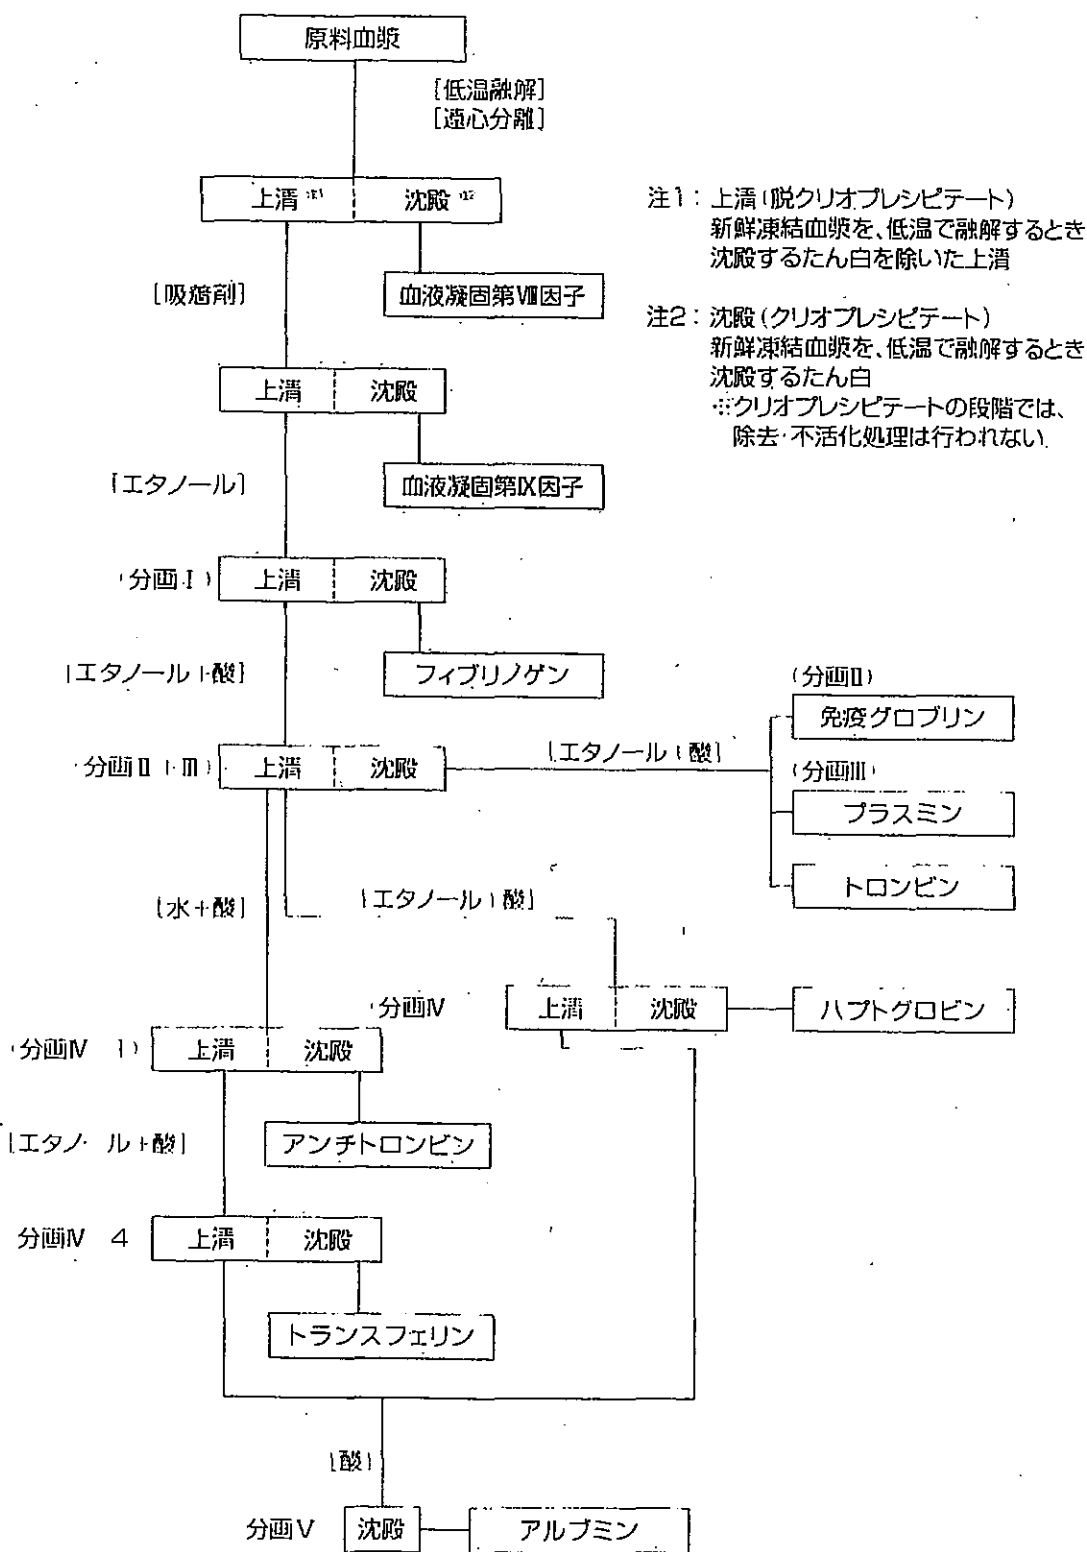 原料血漿
[低温融解]
[遠心分離]
上清 注1 沈殿 注2
注1：上清（脱クリオプレシピテート）
新鮮凍結血漿を、低温で融解するとき
沈殿するたん白を除いた上清
[吸着剤]
血液凝固第Ⅷ因子
注2：沈殿（クリオプレシピテート）
新鮮凍結血漿を、低温で融解するとき
沈殿するたん白
※クリオプレシピテートの段階では、
除去・不活化処理は行われない
上清 沈殿
[エタノール]
血液凝固第Ⅸ因子
（分画Ⅰ） 上清 沈殿
[エタノール+酸]
フィブリノゲン
（分画Ⅱ）
免疫グロブリン
分画Ⅱ+Ⅲ） 上清 沈殿
[エタノール+酸]
（分画Ⅲ）
プラスミン
トロンビン
[水+酸]
[エタノール+酸]
分画Ⅳ 上清 沈殿
ハプトグロビン
（分画Ⅳ 1） 上清 沈殿
[エタノール+酸]
アンチトロンビン
分画Ⅳ 4 上清 沈殿
トランスフェリン
[酸]
分画Ⅴ 沈殿
アルブミン